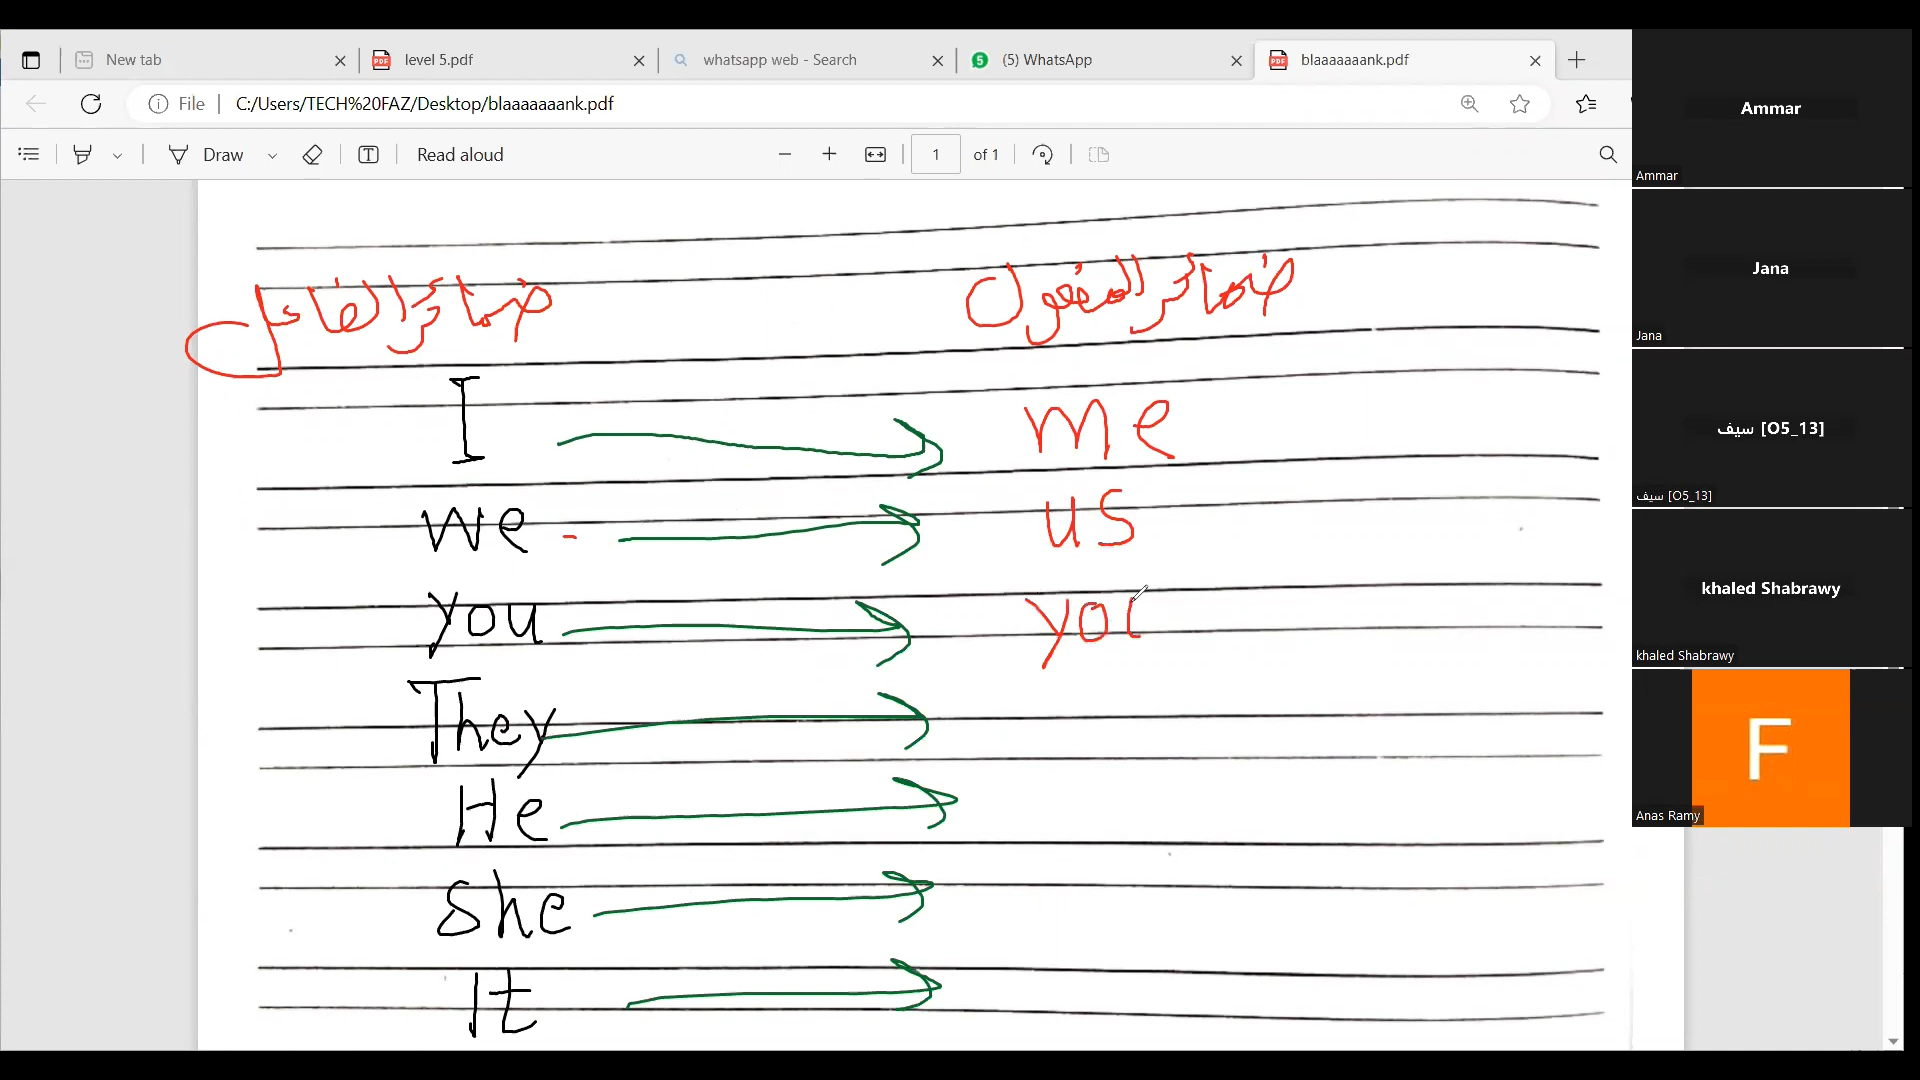 New tab
level 5.pdf
whatsapp web - Search
(5) WhatsApp
blaaaaaaank.pdf
File
C:/Users/TECH%20FAZ/Desktop/blaaaaaaank.pdf
Draw
Read aloud
1 of 1
ضمائر الفاعل
ضمائر المفعول
I
me
we -
us
you
you
They
He
she
It
Ammar
Ammar
Jana
Jana
سيف [O5_13]
سيف [O5_13]
khaled Shabrawy
khaled Shabrawy
F
Anas Ramy